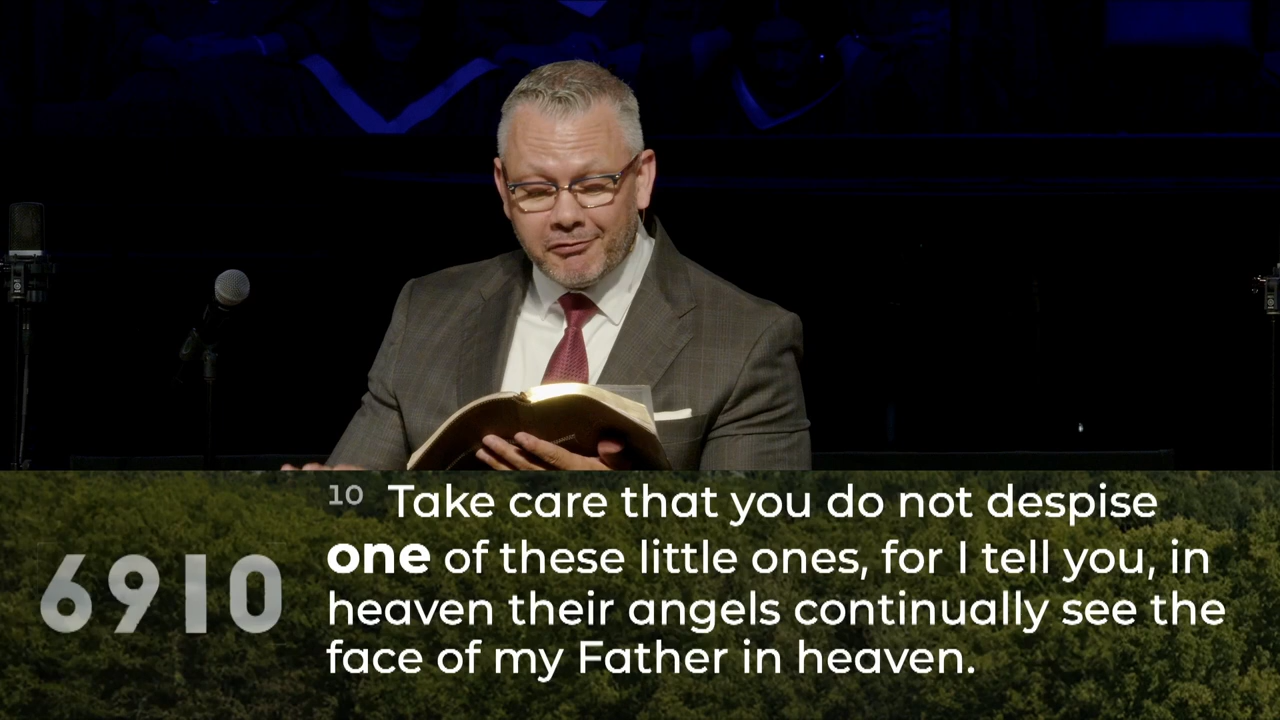 10 Take care that you do not despise
one of these little ones, for I tell you, in
heaven their angels continually see the
face of my Father in heaven.
6910